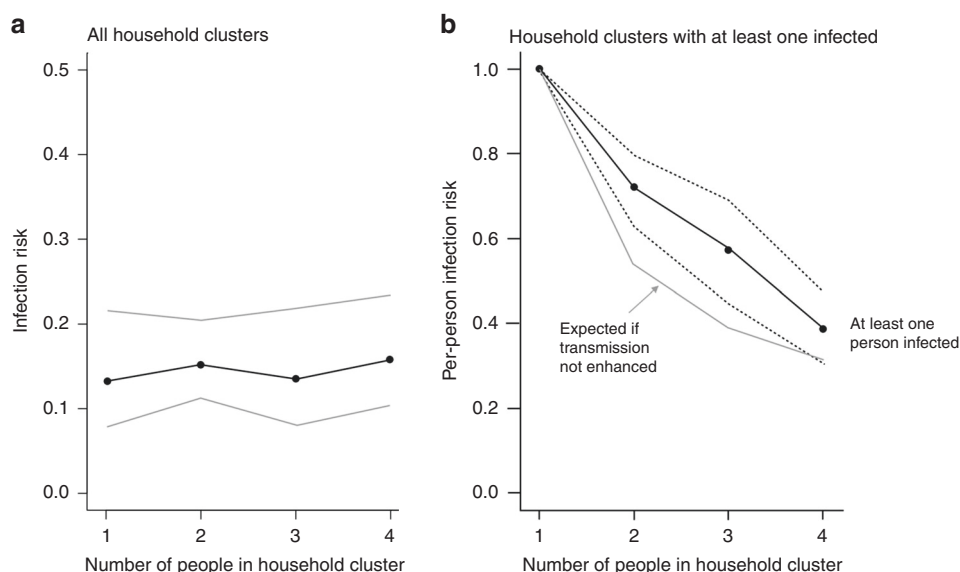 a
All household clusters
0.5
0.4
0.3
0.2
0.1
0.0
Infection risk
1 2 3 4
Number of people in household cluster
b
Household clusters with at least one infected
1.0
0.8
0.6
0.4
0.2
0.0
Per-person infection risk
Expected if
transmission
not enhanced
At least one
person infected
1 2 3 4
Number of people in household cluster